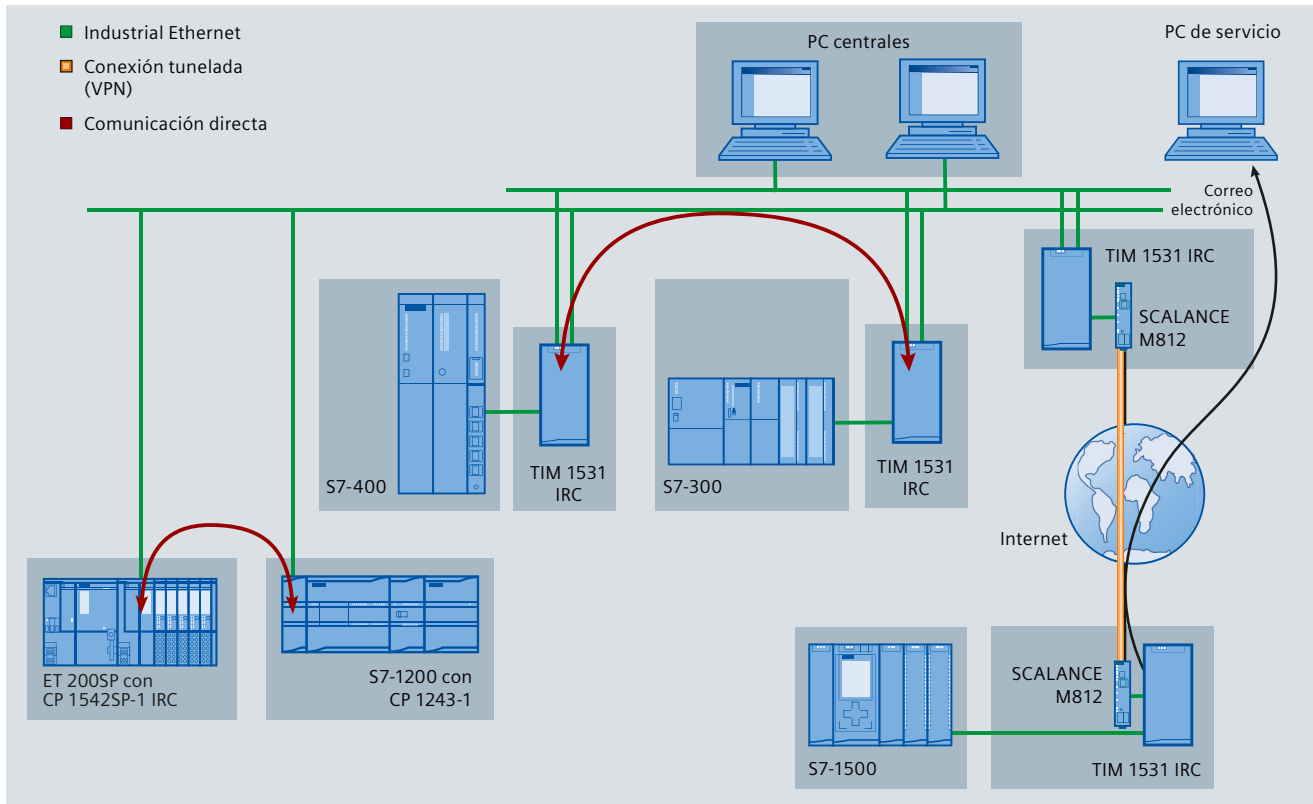 Industrial Ethernet
Conexión tunelada
(VPN)
Comunicación directa
PC centrales
PC de servicio
Correo
electrónico
TIM 1531 IRC
SCALANCE
M812
S7-400
TIM 1531
IRC
S7-300
TIM 1531
IRC
Internet
ET 200SP con
CP 1542SP-1 IRC
S7-1200 con
CP 1243-1
SCALANCE
M812
S7-1500
TIM 1531 IRC